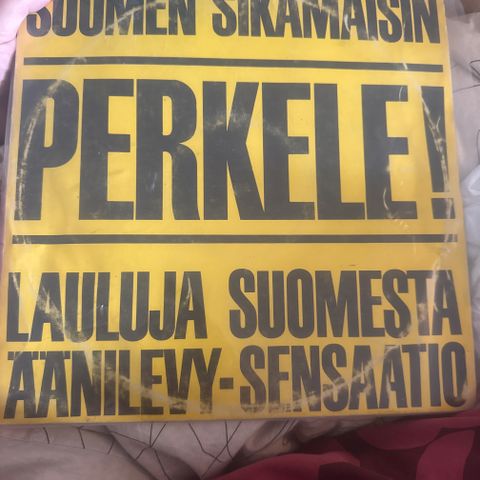 SUOMEN SIKAMAISIN
PERKELE!
LAULUJA SUOMESTA
ÄÄNILEVY-SENSAATIO